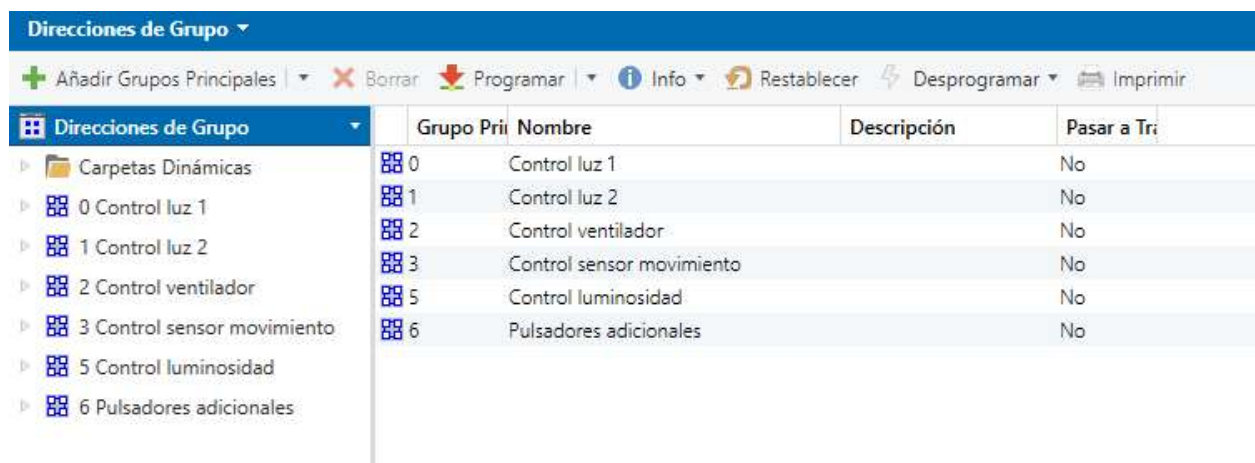 Direcciones de Grupo
Añadir Grupos Principales Borrar Programar Info Restablecer Desprogramar Imprimir
Direcciones de Grupo
Carpetas Dinámicas
0 Control luz 1
1 Control luz 2
2 Control ventilador
3 Control sensor movimiento
5 Control luminosidad
6 Pulsadores adicionales
Grupo Pri Nombre Descripción Pasar a Tra
0 Control luz 1 No
1 Control luz 2 No
2 Control ventilador No
3 Control sensor movimiento No
5 Control luminosidad No
6 Pulsadores adicionales No